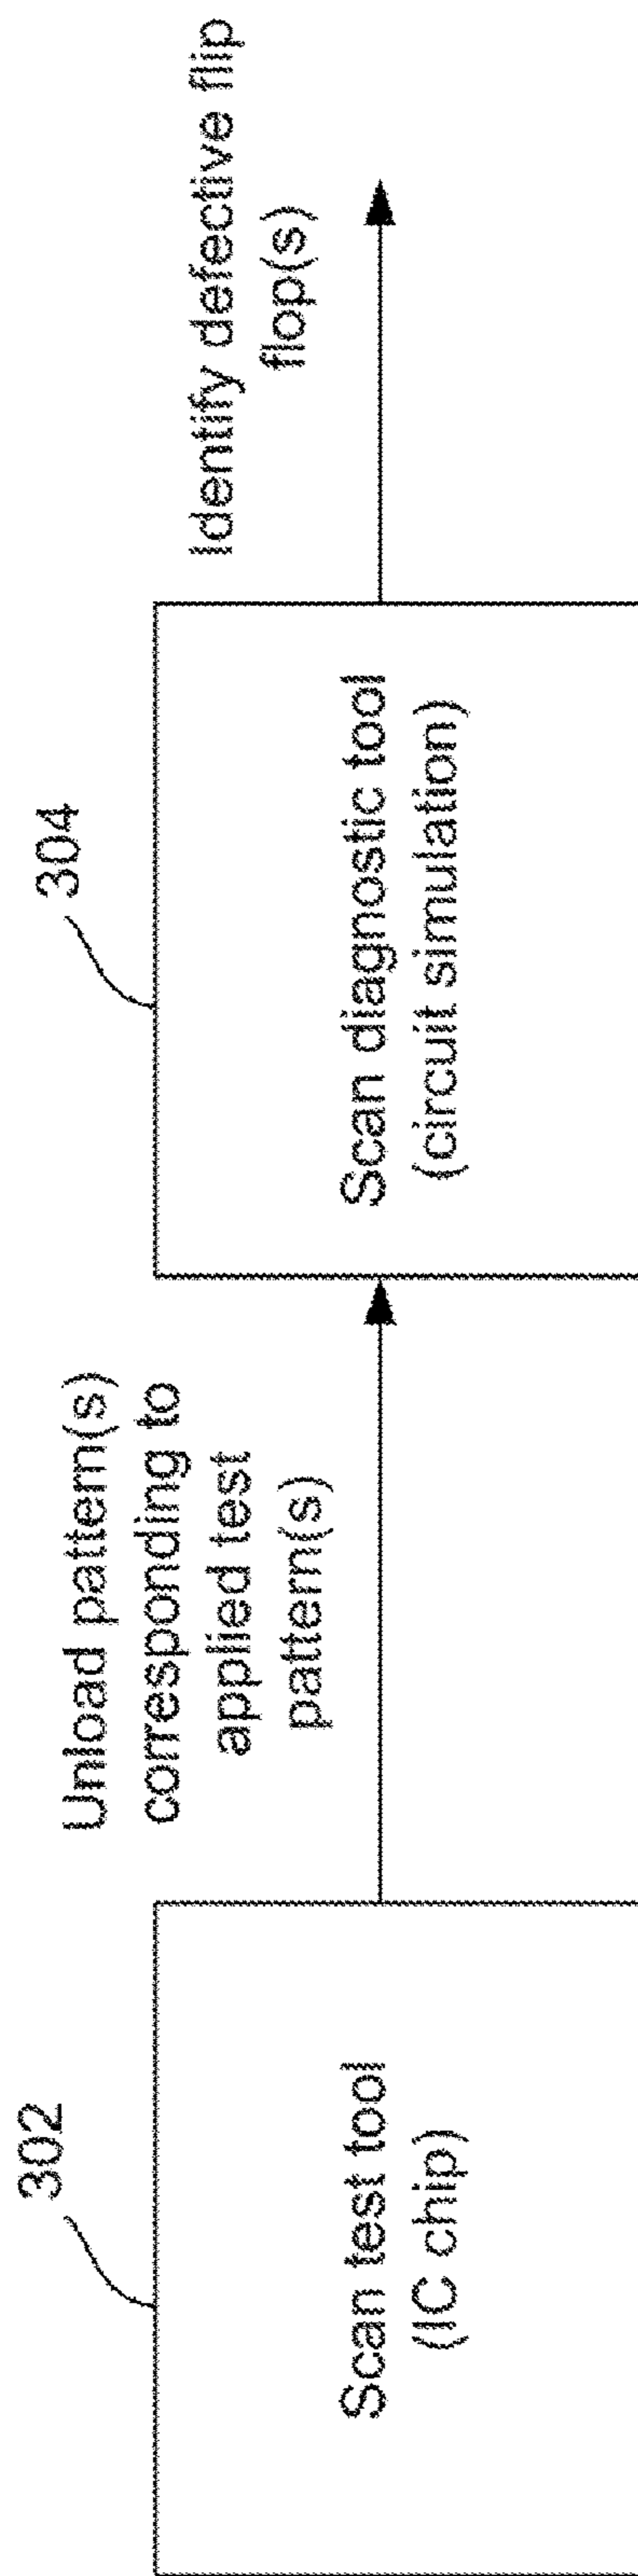 302
Scan test tool
(IC chip)
Unload pattern(s)
corresponding to
applied test
pattern(s)
304
Scan diagnostic tool
(circuit simulation)
Identify defective flip
flop(s)